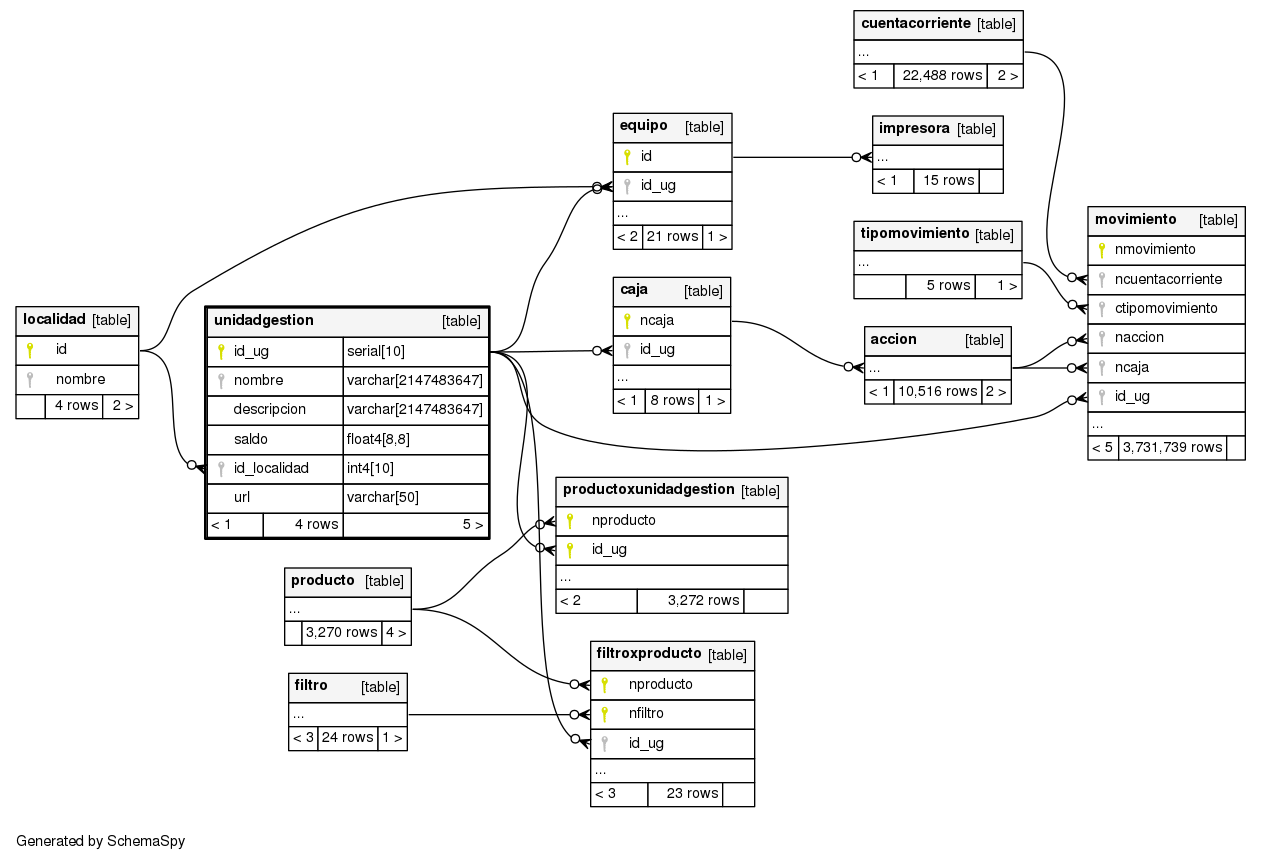 cuentacorriente [table]
...
< 1 22,488 rows 2 >
equipo [table]
id
id_ug
...
< 2 21 rows 1 >
impresora [table]
...
< 1 15 rows
tipomovimiento [table]
...
5 rows 1 >
movimiento [table]
nmovimiento
ncuentacorriente
ctipomovimiento
naccion
ncaja
id_ug
...
< 5 3,731,739 rows
caja [table]
ncaja
id_ug
...
< 1 8 rows 1 >
accion [table]
...
< 1 10,516 rows 2 >
localidad [table]
id
nombre
4 rows 2 >
unidadgestion [table]
id_ug serial[10]
nombre varchar[2147483647]
descripcion varchar[2147483647]
saldo float4[8,8]
id_localidad int4[10]
url varchar[50]
< 1 4 rows 5 >
productoxunidadgestion [table]
nproducto
id_ug
...
< 2 3,272 rows
producto [table]
...
3,270 rows 4 >
filtroxproducto [table]
nproducto
nfiltro
id_ug
...
< 3 23 rows
filtro [table]
...
< 3 24 rows 1 >
Generated by SchemaSpy